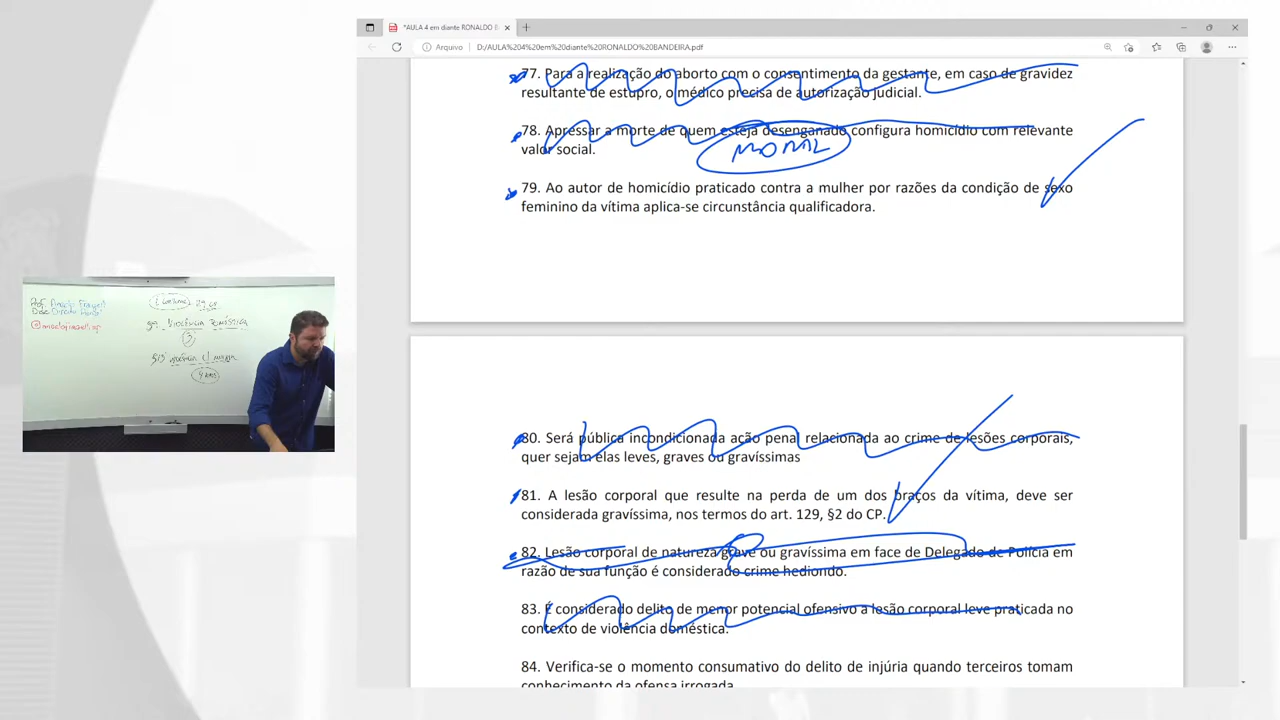 *AULA 4 em diante RONALDO B
Arquivo
D:/AULA%204%20em%20diante%20RONALDO%20BANDEIRA.pdf
77. Para a realização do aborto com o consentimento da gestante, em caso de gravidez
resultante de estupro, o médico precisa de autorização judicial.
78. Apressar a morte de quem esteja desenganado configura homicídio com relevante
valor social.
MORAL
79. Ao autor de homicídio praticado contra a mulher por razões da condição de sexo
feminino da vítima aplica-se circunstância qualificadora.
Prof.
VIOLÊNCIA DOMÉSTICA
3
80. Será pública incondicionada ação penal relacionada ao crime de lesões corporais,
quer sejam elas leves, graves ou gravíssimas
81. A lesão corporal que resulte na perda de um dos braços da vítima, deve ser
considerada gravíssima, nos termos do art. 129, §2 do CP.
82. Lesão corporal de natureza grave ou gravíssima em face de Delegado de Polícia em
razão de sua função é considerado crime hediondo.
83. É considerado delito de menor potencial ofensivo a lesão corporal leve praticada no
contexto de violência doméstica.
84. Verifica-se o momento consumativo do delito de injúria quando terceiros tomam
conhecimento da ofensa irrogada.